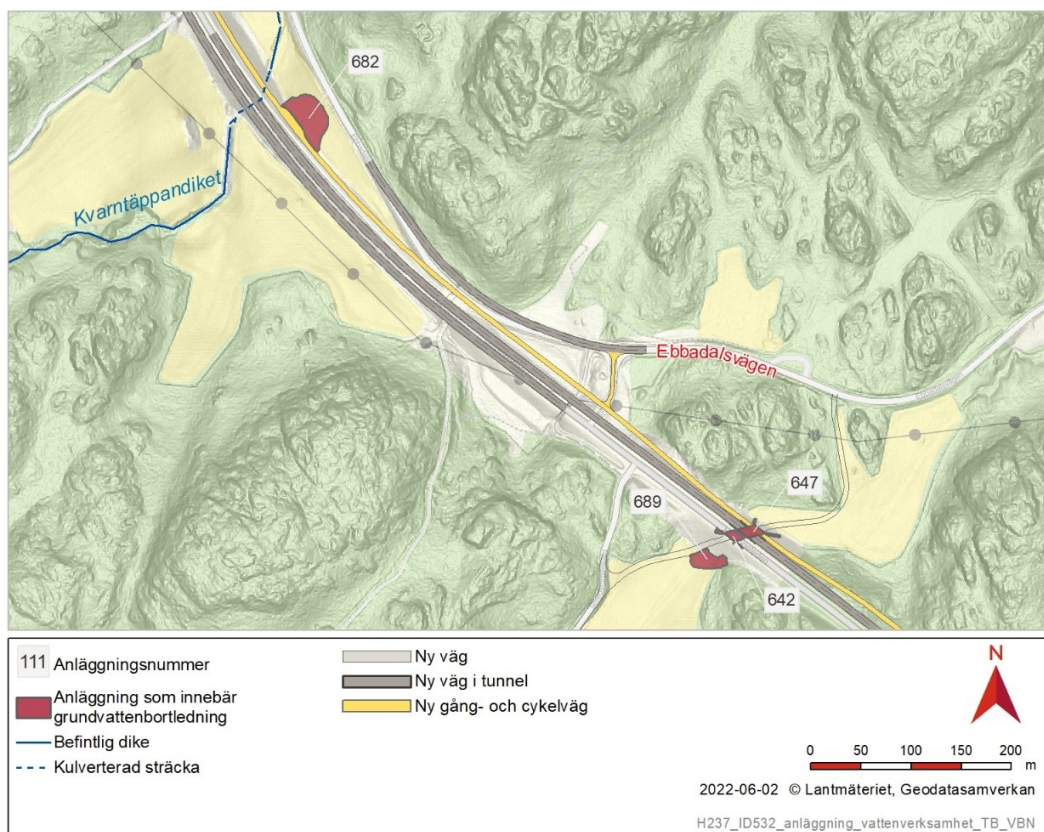 682
Kvarntäppandiket
Ebbadalsvägen
647
689
642
111 Anläggningsnummer
Anläggning som innebär
grundvattenbortledning
Befintlig dike
Kulverterad sträcka
Ny väg
Ny väg i tunnel
Ny gång- och cykelväg
N
0 50 100 150 200
m
2022-06-02 © Lantmäteriet, Geodatasamverkan
H237_ID532_anläggning_vattenverksamhet_TB_VBN